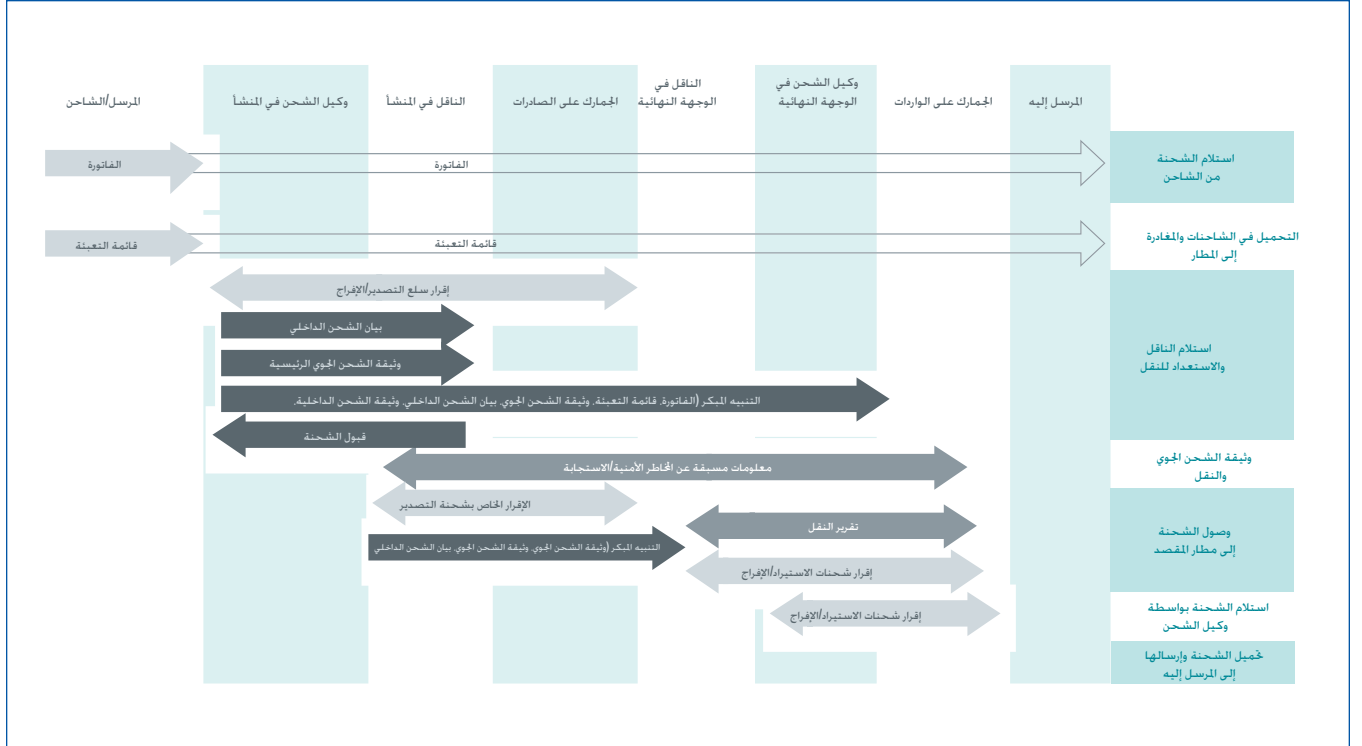 المرسل/الشاحن
وكيل الشحن في المنشأ
الناقل في المنشأ
الجمارك على الصادرات
الناقل في
الوجهة النهائية
وكيل الشحن في
الوجهة النهائية
الجمارك على الواردات
المرسل إليه
الفاتورة
الفاتورة
استلام الشحنة
من الشاحن
قائمة التعبئة
قائمة التعبئة
التحميل في الشاحنات والمغادرة
إلى المطار
إقرار سلع التصدير/الإفراج
بيان الشحن الداخلي
وثيقة الشحن الجوي الرئيسية
استلام الناقل
والاستعداد للنقل
التنبيه المبكر (الفاتورة، قائمة التعبئة، وثيقة الشحن الجوي، بيان الشحن الداخلي، وثيقة الشحن الداخلية،
قبول الشحنة
معلومات مسبقة عن المخاطر الأمنية/الاستجابة
وثيقة الشحن الجوي
والنقل
الإقرار الخاص بشحنة التصدير
تقرير النقل
وصول الشحنة
إلى مطار المقصد
التنبيه المبكر (وثيقة الشحن الجوي، وثيقة الشحن الجوي، بيان الشحن الداخلي
إقرار شحنات الاستيراد/الإفراج
إقرار شحنات الاستيراد/الإفراج
استلام الشحنة بواسطة
وكيل الشحن
تحميل الشحنة وإرسالها
إلى المرسل إليه